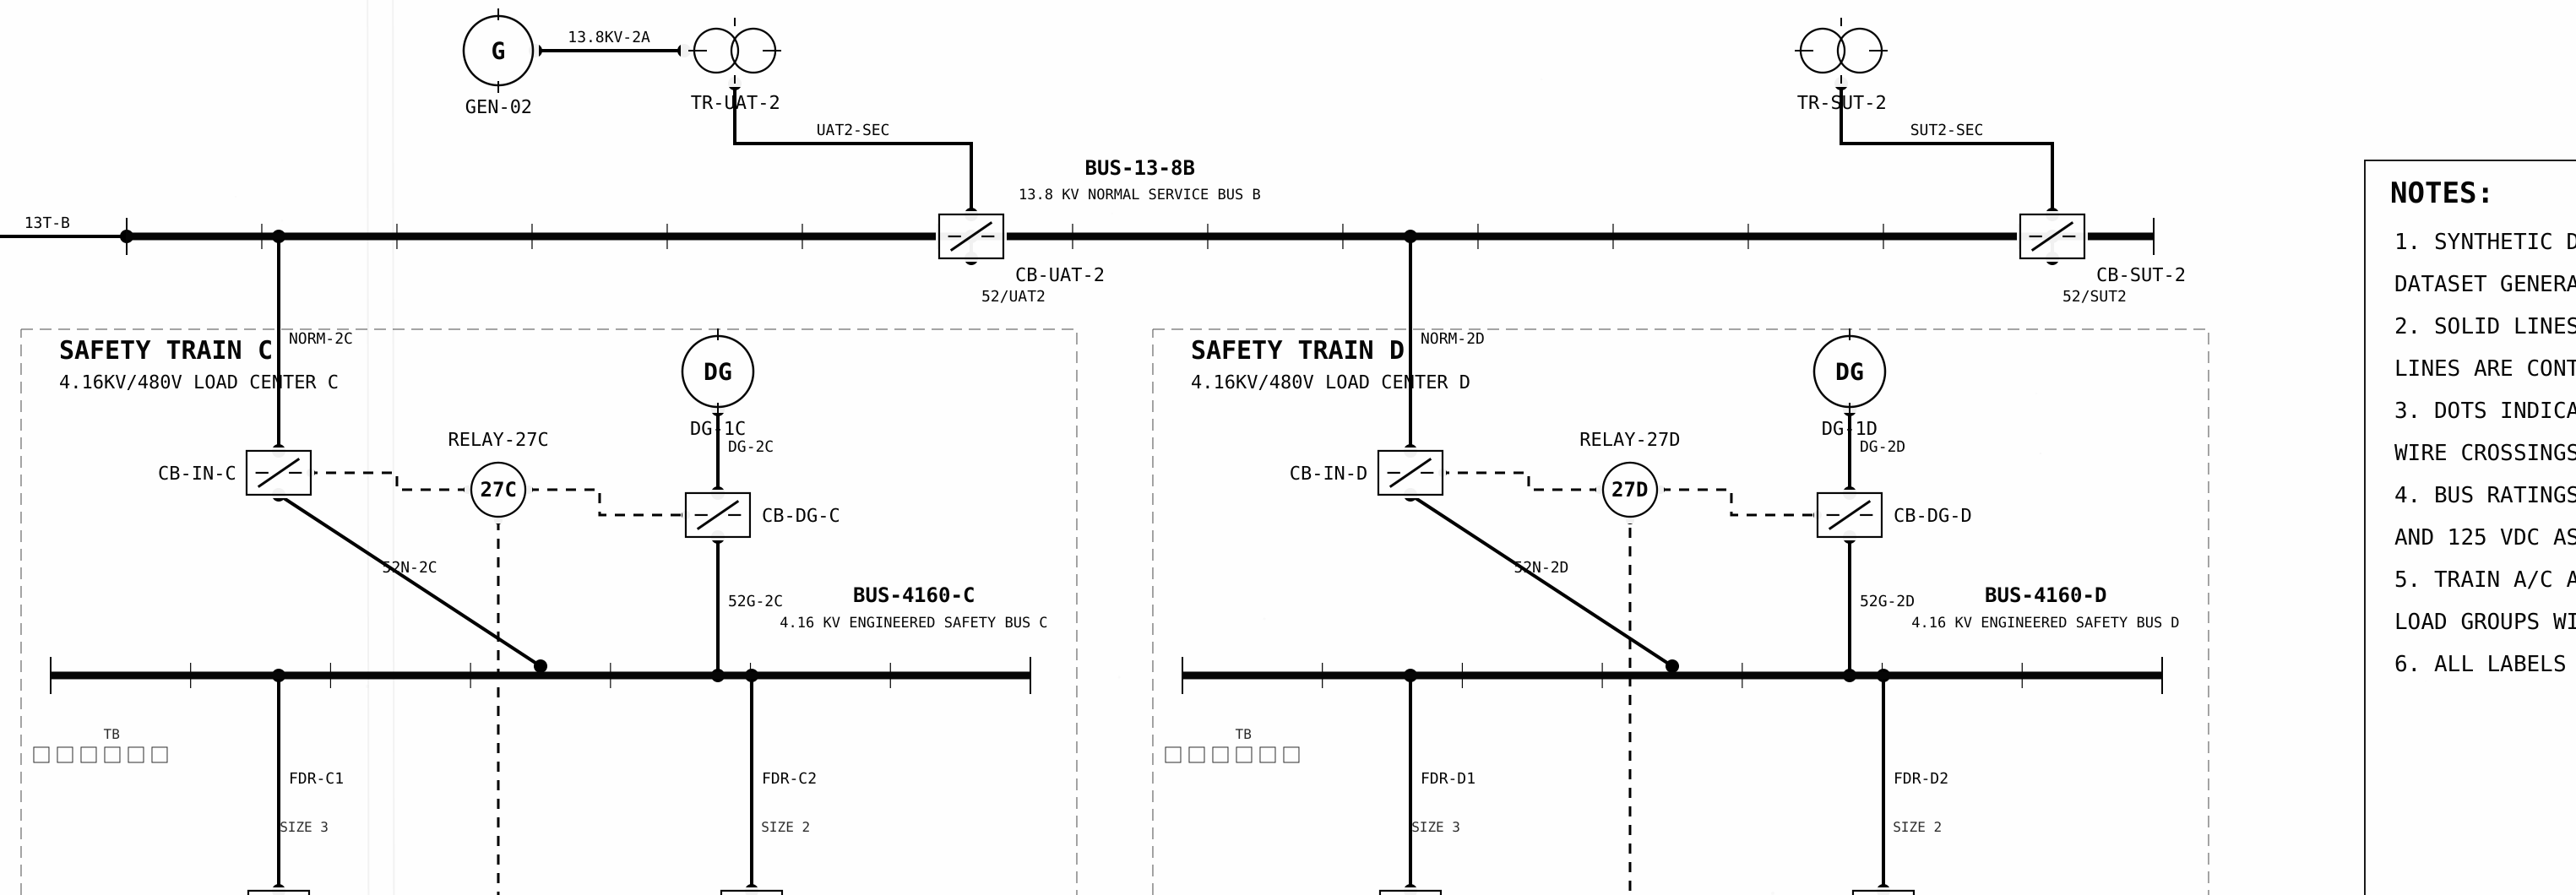 13.8KV-2A
G
GEN-02
TR-UAT-2
TR-SUT-2
UAT2-SEC
SUT2-SEC
BUS-13-8B
13.8 KV NORMAL SERVICE BUS B
13T-B
CB-UAT-2
52/UAT2
CB-SUT-2
52/SUT2
SAFETY TRAIN C
4.16KV/480V LOAD CENTER C
NORM-2C
DG
DG-1C
DG-2C
RELAY-27C
27C
CB-IN-C
CB-DG-C
52N-2C
52G-2C
BUS-4160-C
4.16 KV ENGINEERED SAFETY BUS C
TB
FDR-C1
FDR-C2
SIZE 3
SIZE 2
SAFETY TRAIN D
4.16KV/480V LOAD CENTER D
NORM-2D
DG
DG-1D
DG-2D
RELAY-27D
27D
CB-IN-D
CB-DG-D
52N-2D
52G-2D
BUS-4160-D
4.16 KV ENGINEERED SAFETY BUS D
TB
FDR-D1
FDR-D2
SIZE 3
SIZE 2
NOTES:
1. SYNTHETIC
DATASET
2. SOLID LINES
LINES ARE
3. DOTS
WIRE CROSSINGS
4. BUS RATINGS
AND 125 VDC AS
5. TRAIN A/C
LOAD GROUPS
6. ALL LABELS